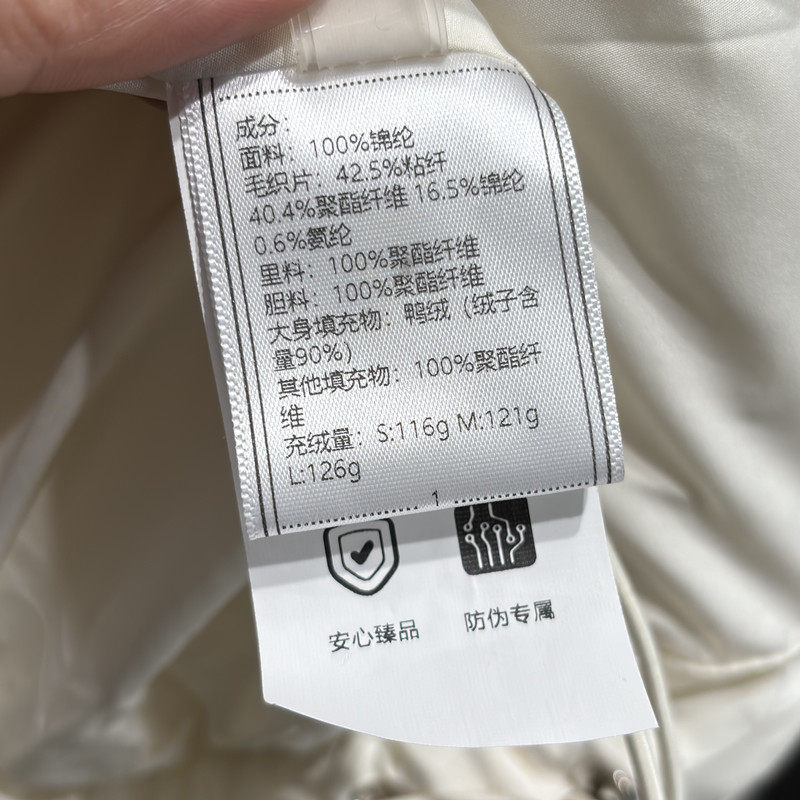 成分：
面料：100%锦纶
毛织片：42.5%粘纤
40.4%聚酯纤维 16.5%锦纶
0.6%氨纶
里料：100%聚酯纤维
胆料：100%聚酯纤维
大身填充物：鸭绒（绒子含
量90%）
其他填充物：100%聚酯纤
维
充绒量：S:116g M:121g
L:126g
1
安心臻品
防伪专属